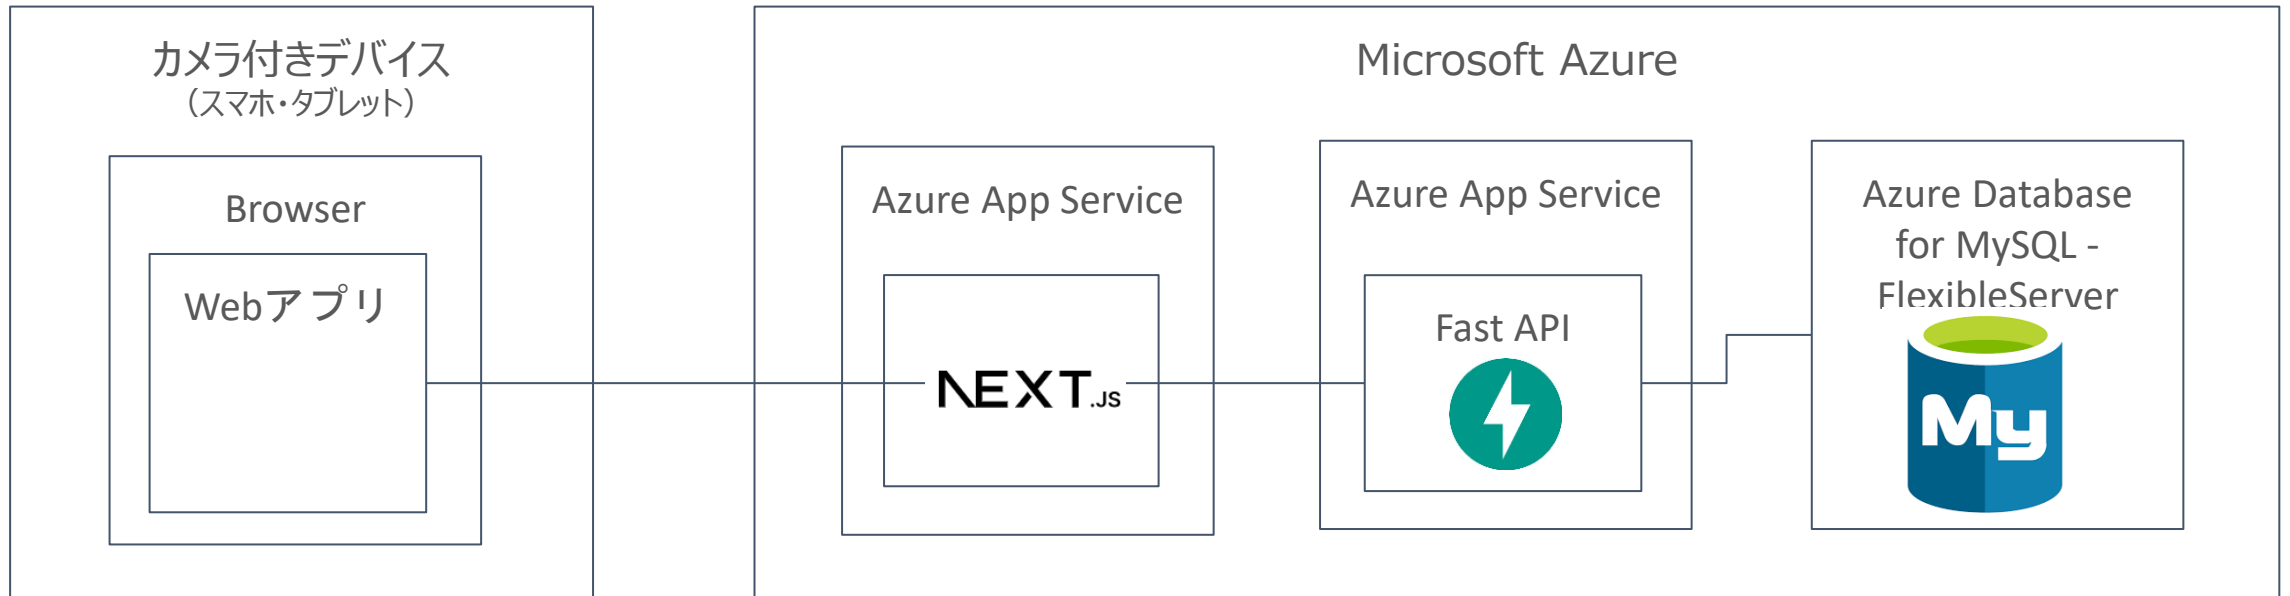 カメラ付きデバイス
（スマホ・タブレット）
Browser
Webアプリ
Microsoft Azure
Azure App Service
NEXT.JS
Azure App Service
Fast API
Azure Database
for MySQL -
FlexibleServer
My